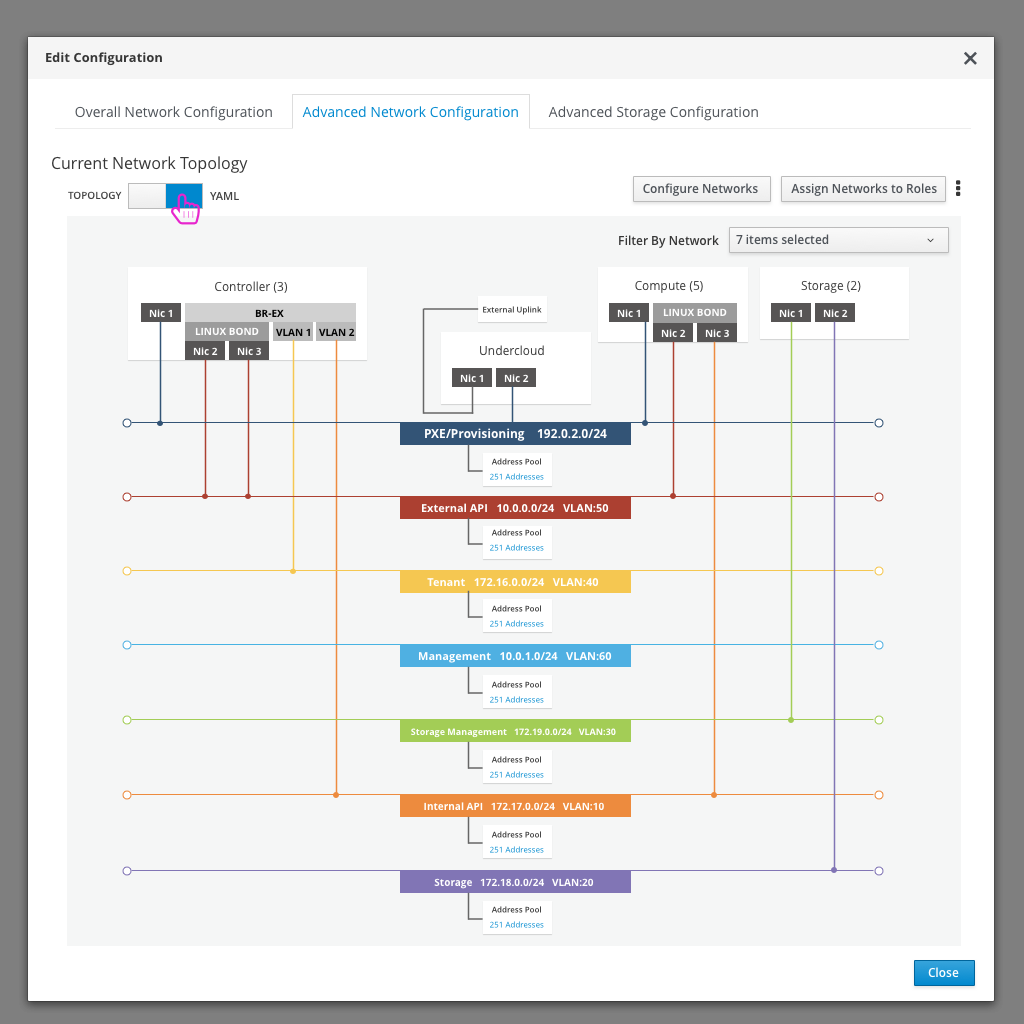 Edit Configuration
Overall Network Configuration
Advanced Network Configuration
Advanced Storage Configuration
Current Network Topology
TOPOLOGY
YAML
Configure Networks
Assign Networks to Roles
Filter By Network
7 items selected
Controller (3)
Nic 1
BR-EX
LINUX BOND
VLAN 1
VLAN 2
Nic 2
Nic 3
External Uplink
Undercloud
Nic 1
Nic 2
Compute (5)
Nic 1
LINUX BOND
Nic 2
Nic 3
Storage (2)
Nic 1
Nic 2
PXE/Provisioning 192.0.2.0/24
Address Pool
251 Addresses
External API 10.0.0.0/24 VLAN:50
Address Pool
251 Addresses
Tenant 172.16.0.0/24 VLAN:40
Address Pool
251 Addresses
Management 10.0.1.0/24 VLAN:60
Address Pool
251 Addresses
Storage Management 172.19.0.0/24 VLAN:30
Address Pool
251 Addresses
Internal API 172.17.0.0/24 VLAN:10
Address Pool
251 Addresses
Storage 172.18.0.0/24 VLAN:20
Address Pool
251 Addresses
Close